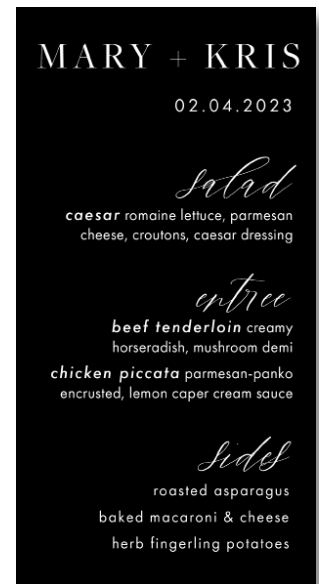 MARY + KRIS
02.04.2023
salad
caesar romaine lettuce, parmesan
cheese, croutons, caesar dressing
entree
beef tenderloin creamy
horseradish, mushroom demi
chicken piccata parmesan-panko
encrusted, lemon caper cream sauce
sides
roasted asparagus
baked macaroni & cheese
herb fingerling potatoes